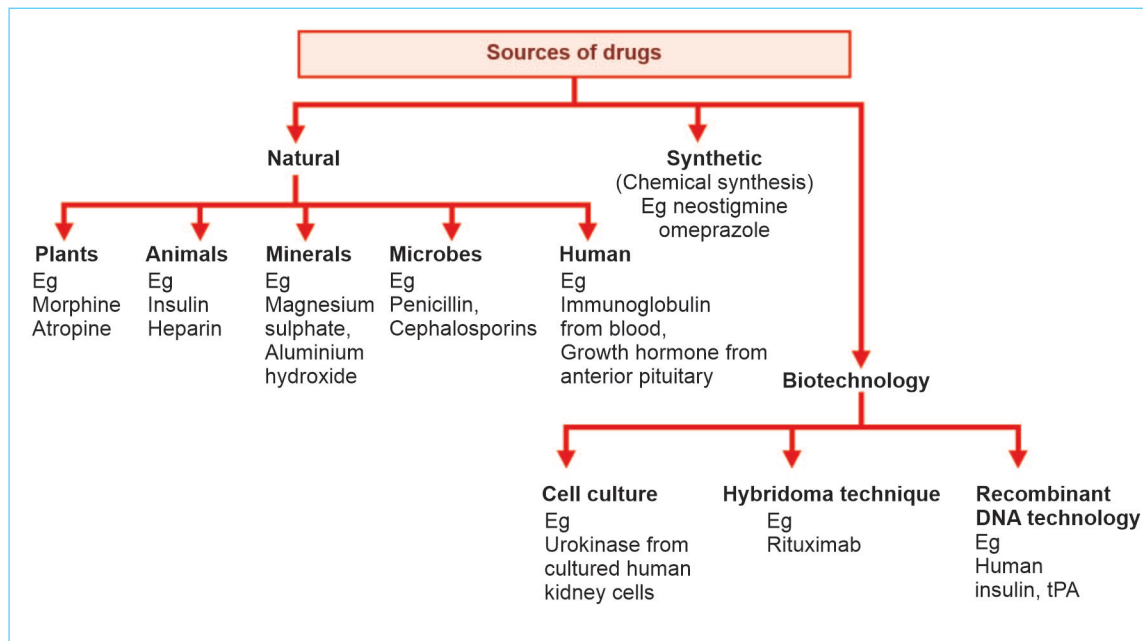 Sources of drugs
Natural
Synthetic
(Chemical synthesis)
Eg neostigmine
omeprazole
Plants
Eg
Morphine
Atropine
Animals
Eg
Insulin
Heparin
Minerals
Eg
Magnesium
sulphate,
Aluminium
hydroxide
Microbes
Eg
Penicillin,
Cephalosporins
Human
Eg
Immunoglobulin
from blood,
Growth hormone from
anterior pituitary
Biotechnology
Cell culture
Eg
Urokinase from
cultured human
kidney cells
Hybridoma technique
Eg
Rituximab
Recombinant
DNA technology
Eg
Human
insulin, tPA